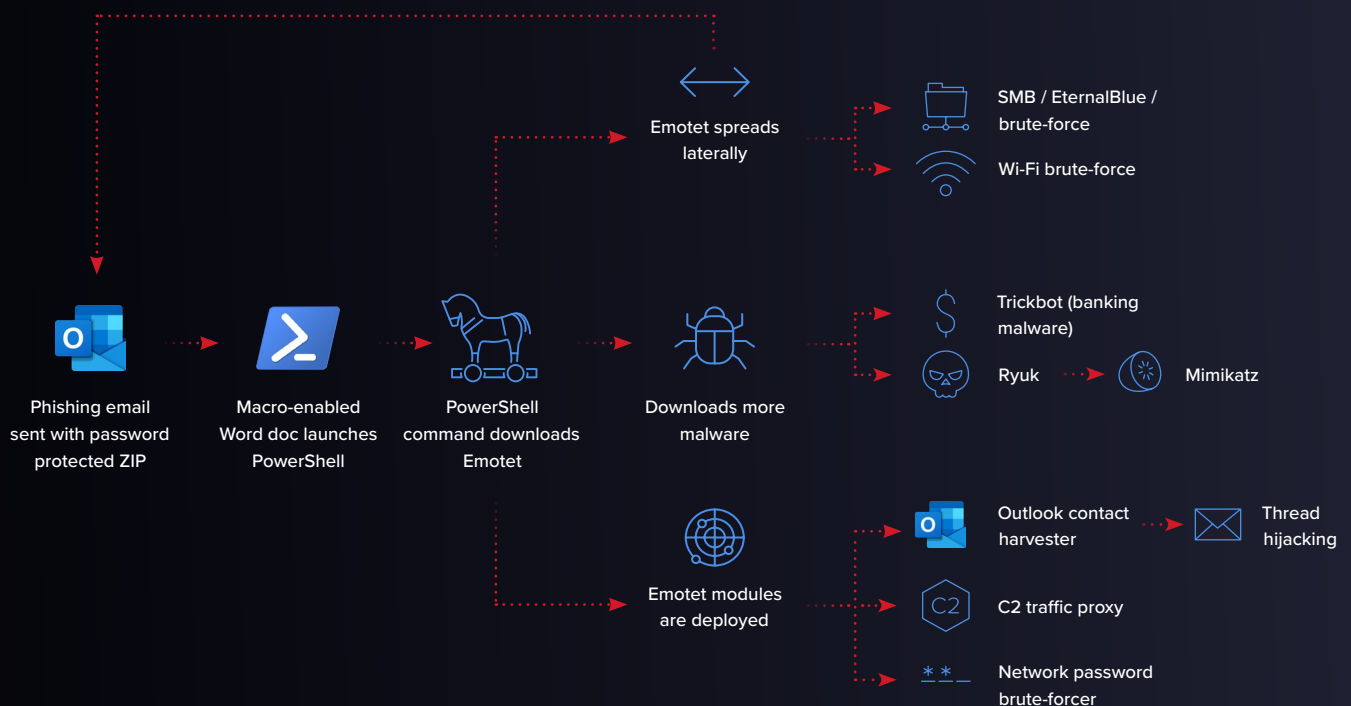 Emotet spreads
laterally
SMB / EternalBlue /
brute-force
Wi-Fi brute-force
O
Phishing email
sent with password
protected ZIP
Macro-enabled
Word doc launches
PowerShell
PowerShell
command downloads
Emotet
Downloads more
malware
Trickbot (banking
malware)
Ryuk
Mimikatz
Emotet modules
are deployed
O
Outlook contact
harvester
Thread
hijacking
C2
C2 traffic proxy
**
Network password
brute-forcer